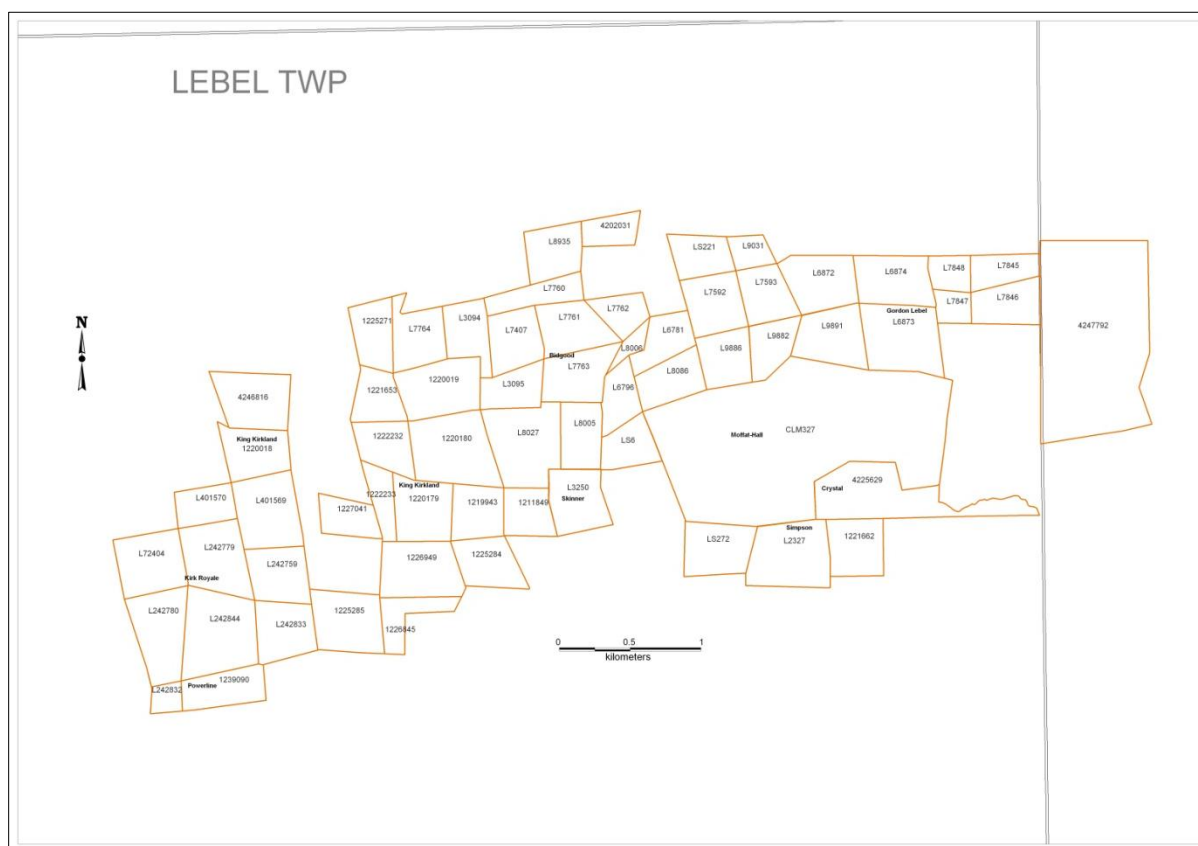 LEBEL TWP
4202031
L8935
LS221
L9031
L6872
L6874
L7848
L7845
L7760
L7592
L7593
L7847
L7846
1225271
L7764
L3094
L7407
L7761
L7762
L6781
Gordon Lebel
L6873
4247792
N
L9886
L9882
L9891
L8006
Bidgood
L7763
L8086
1221653
1220019
L3095
L6796
4246816
King Kirkland
1220018
1222232
1220180
L8027
L8005
LS6
Moffat-Hall
CLM327
L401570
L401569
1222233
King Kirkland
1220179
1219943
1211849
L3250
Skinner
Crystal
4225629
1227041
L72404
L242779
L242759
1226949
1225284
LS272
Simpson
L2327
1221662
Kirk Royale
L242780
L242844
L242833
1225285
1226845
L242832
Powerline
1239090
0 0.5 1
kilometers